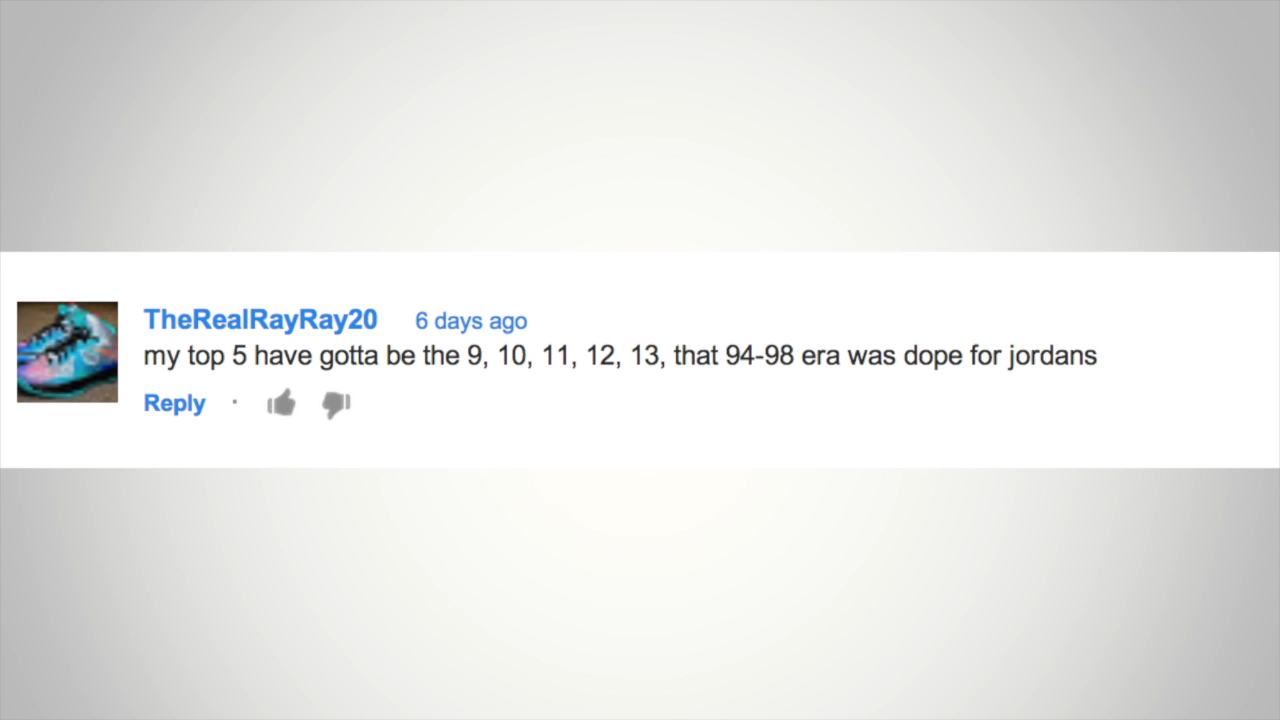 TheRealRayRay20 6 days ago
my top 5 have gotta be the 9, 10, 11, 12, 13, that 94-98 era was dope for jordans
Reply ·